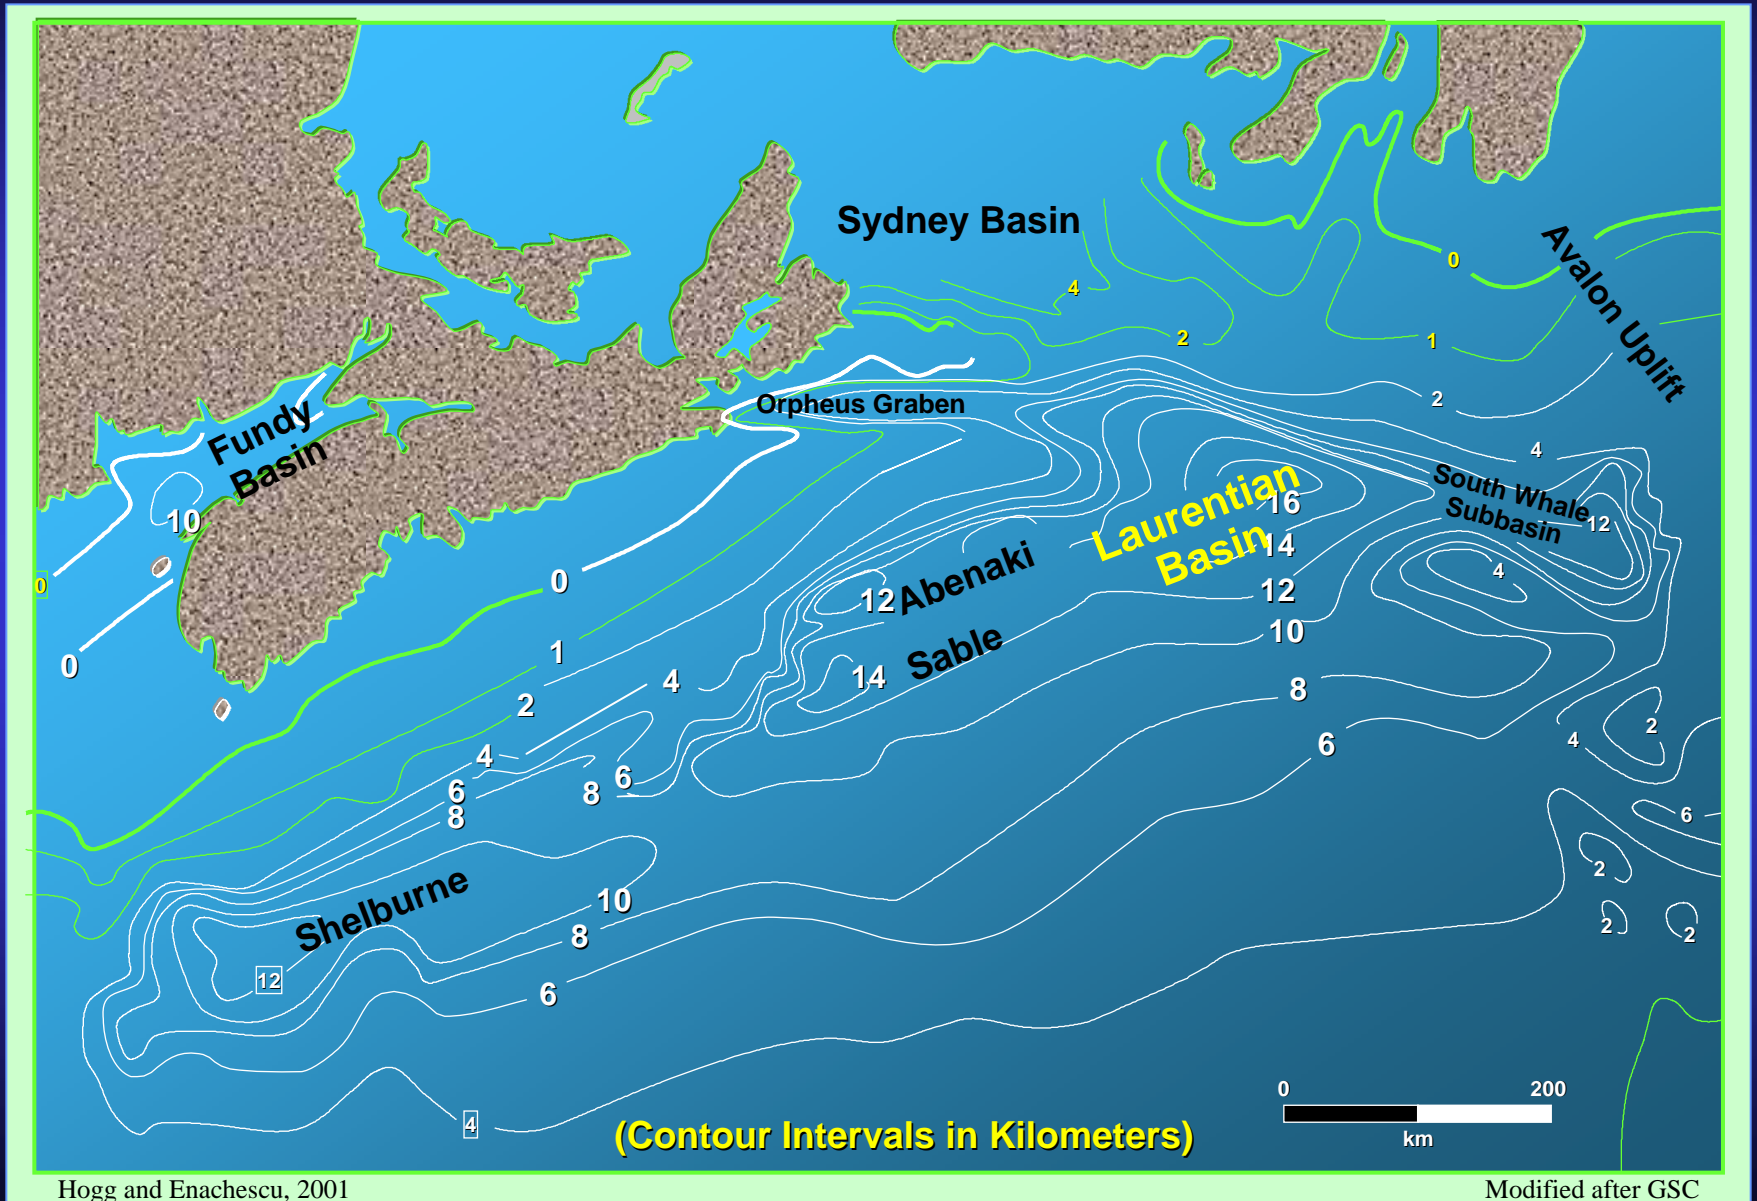 Sydney Basin
Avalon Uplift
0
4
2
1
Orpheus Graben
2
Fundy
Basin
4
South Whale
Subbasin
12
10
Laurentian
Basin
16
14
4
0
0
12
Abenaki
12
0
1
Sable
10
14
4
8
2
2
4
6
4
6
8
6
8
6
2
Shelburne
10
8
2
2
12
6
4
(Contour Intervals in Kilometers)
0 200
km
Hogg and Enachescu, 2001
Modified after GSC